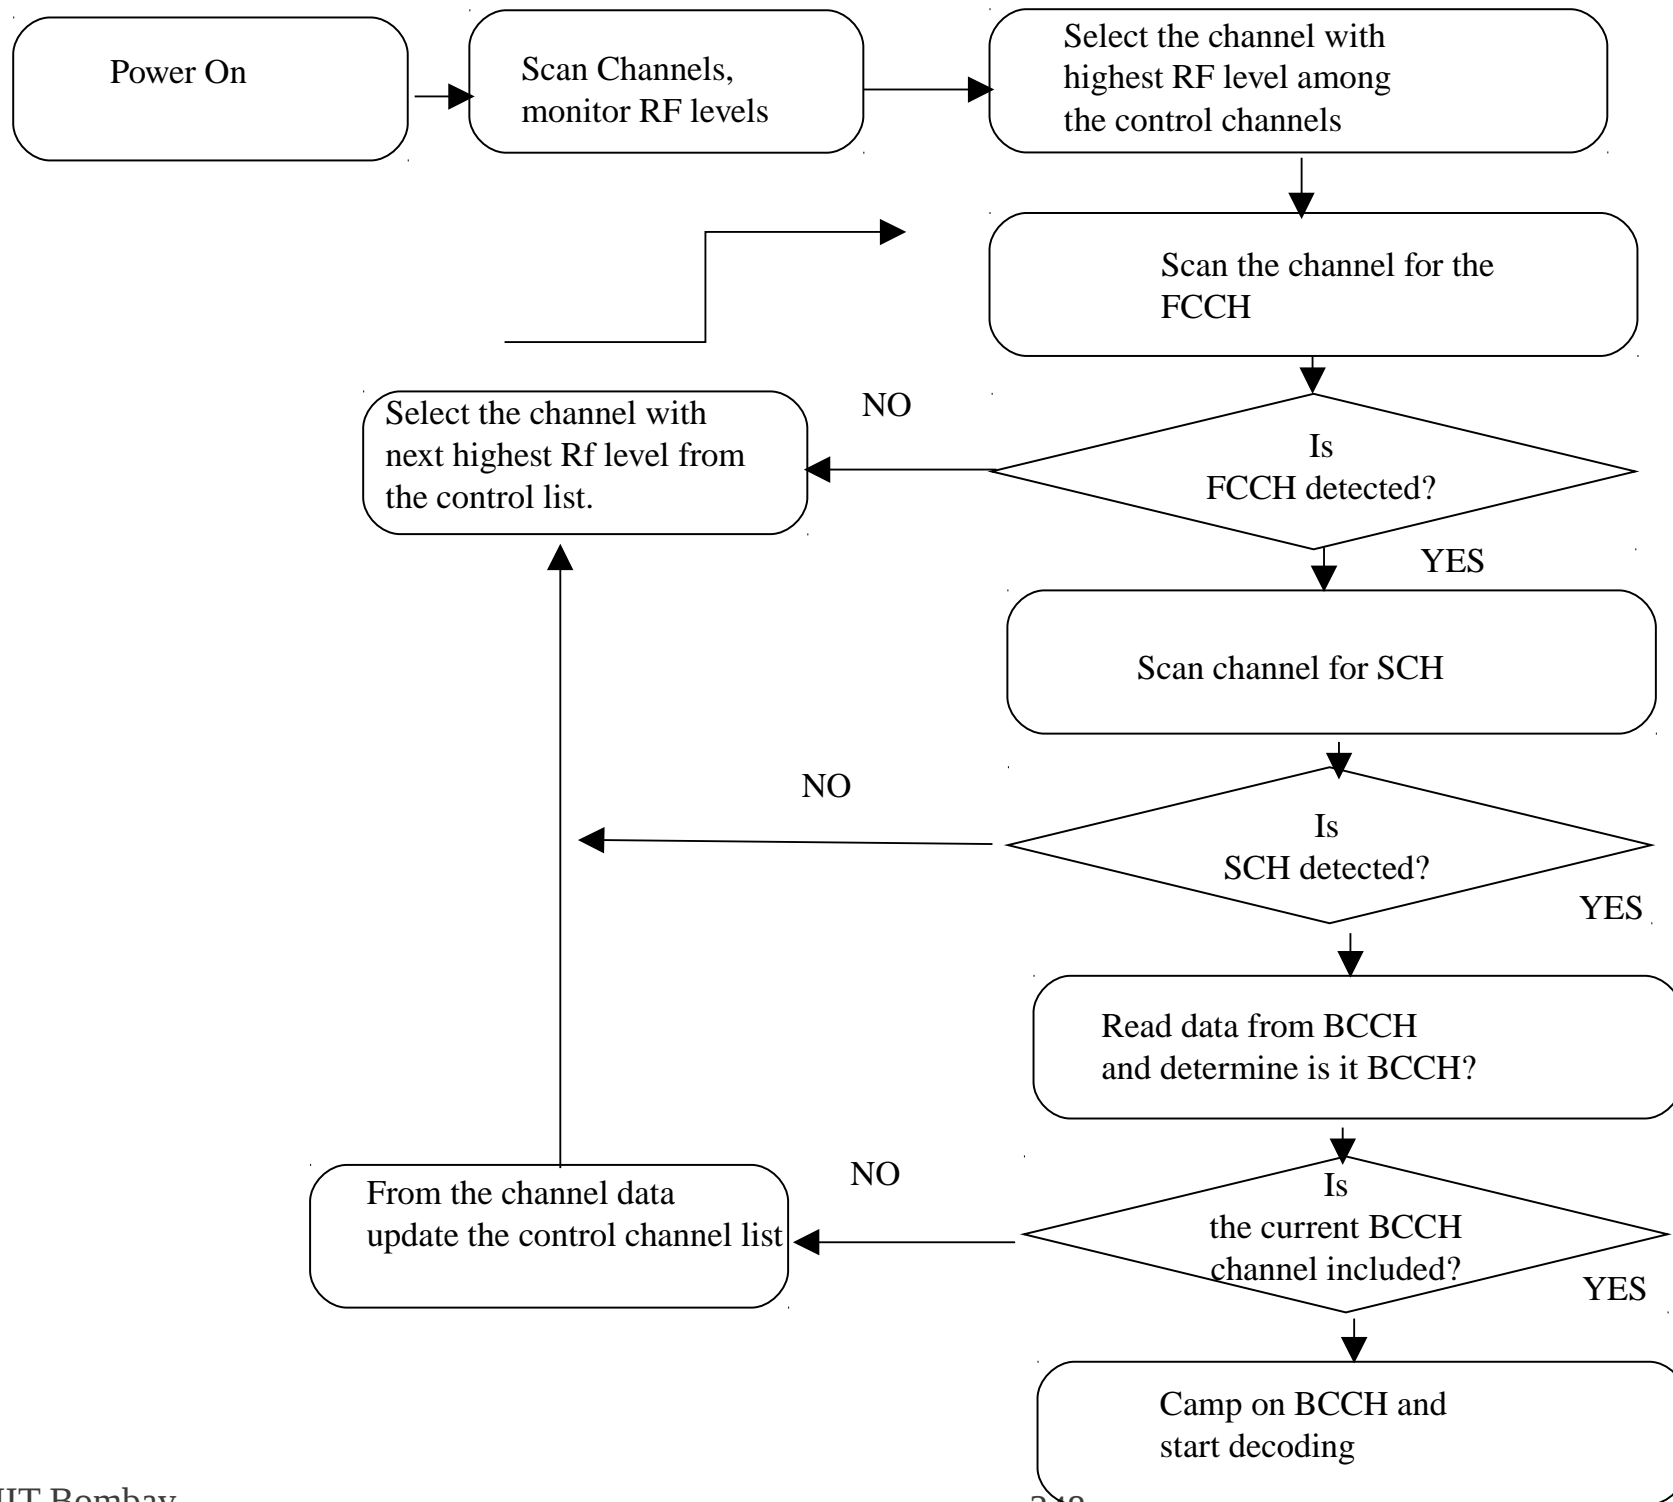 Power On
Scan Channels,
monitor RF levels
Select the channel with
highest RF level among
the control channels
Scan the channel for the
FCCH
Is
FCCH detected?
NO
Select the channel with
next highest Rf level from
the control list.
YES
Scan channel for SCH
Is
SCH detected?
NO
YES
Read data from BCCH
and determine is it BCCH?
Is
the current BCCH
channel included?
NO
From the channel data
update the control channel list
YES
Camp on BCCH and
start decoding
IIT Bombay